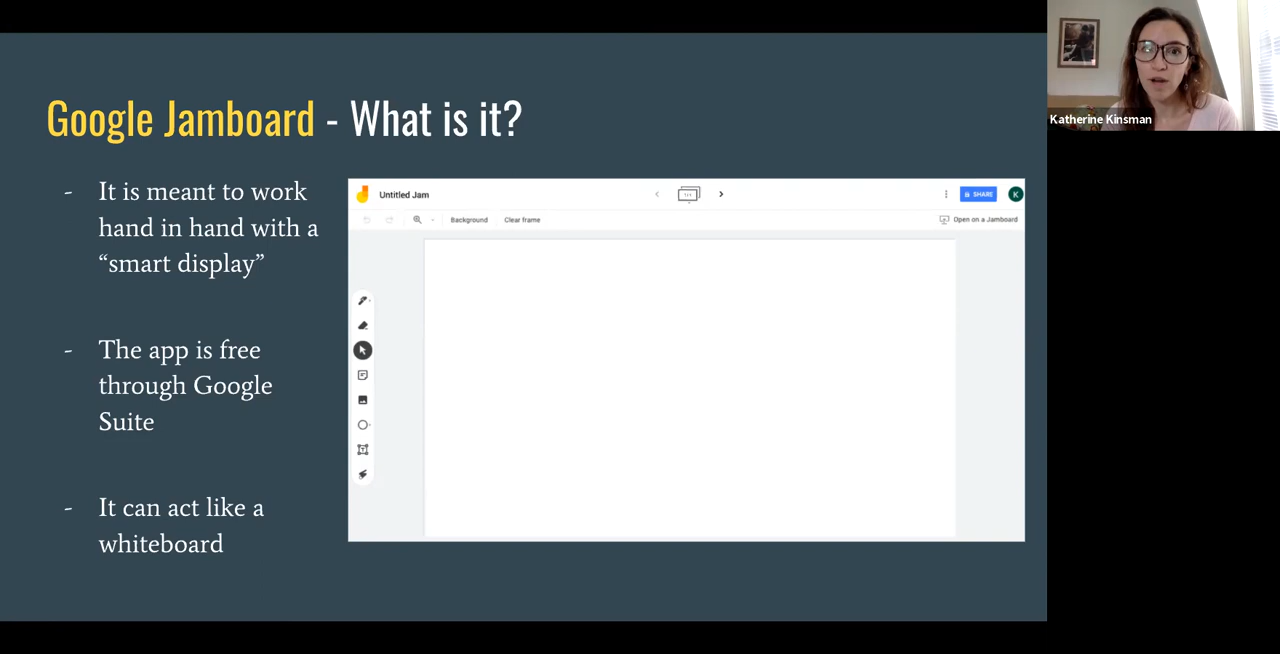 Google Jamboard - What is it?
- It is meant to work
hand in hand with a
“smart display”
- The app is free
through Google
Suite
- It can act like a
whiteboard
Untitled Jam
1/1
SHARE
K
Background
Clear frame
Open on a Jamboard
Katherine Kinsman